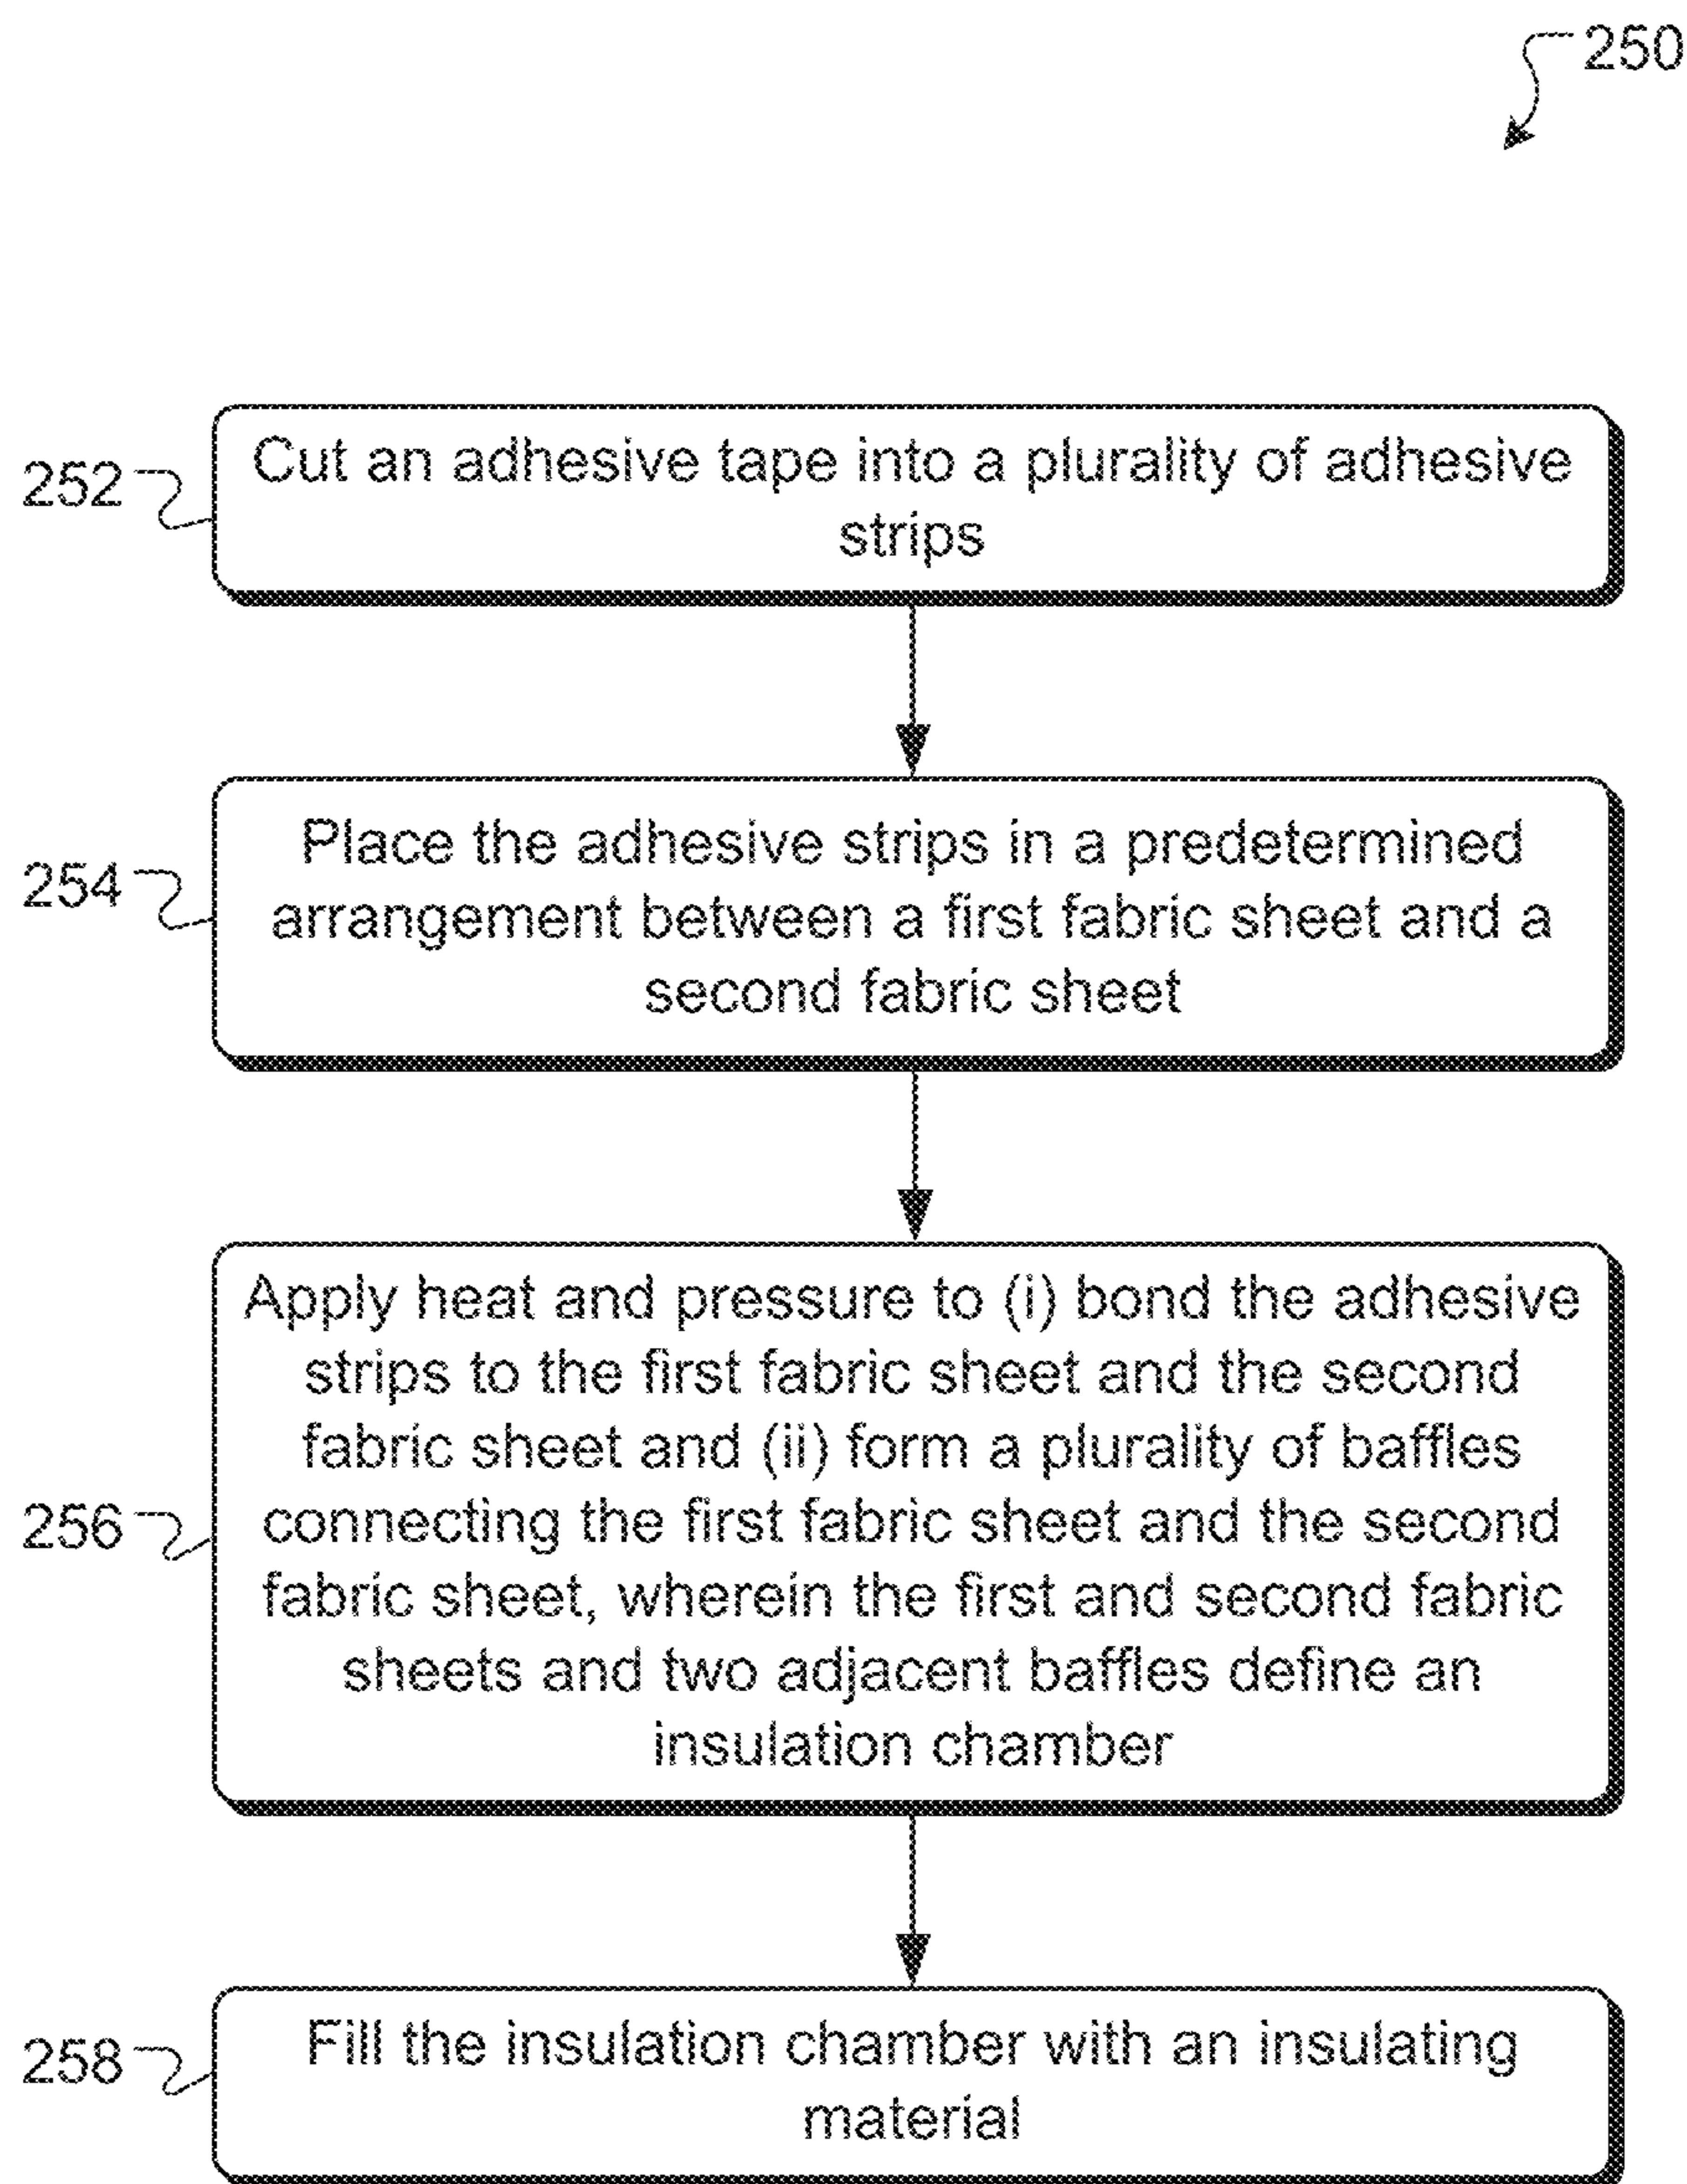 250
252
Cut an adhesive tape into a plurality of adhesive
strips
254
Place the adhesive strips in a predetermined
arrangement between a first fabric sheet and a
second fabric sheet
256
Apply heat and pressure to (i) bond the adhesive
strips to the first fabric sheet and the second
fabric sheet and (ii) form a plurality of baffles
connecting the first fabric sheet and the second
fabric sheet, wherein the first and second fabric
sheets and two adjacent baffles define an
insulation chamber
258
Fill the insulation chamber with an insulating
material